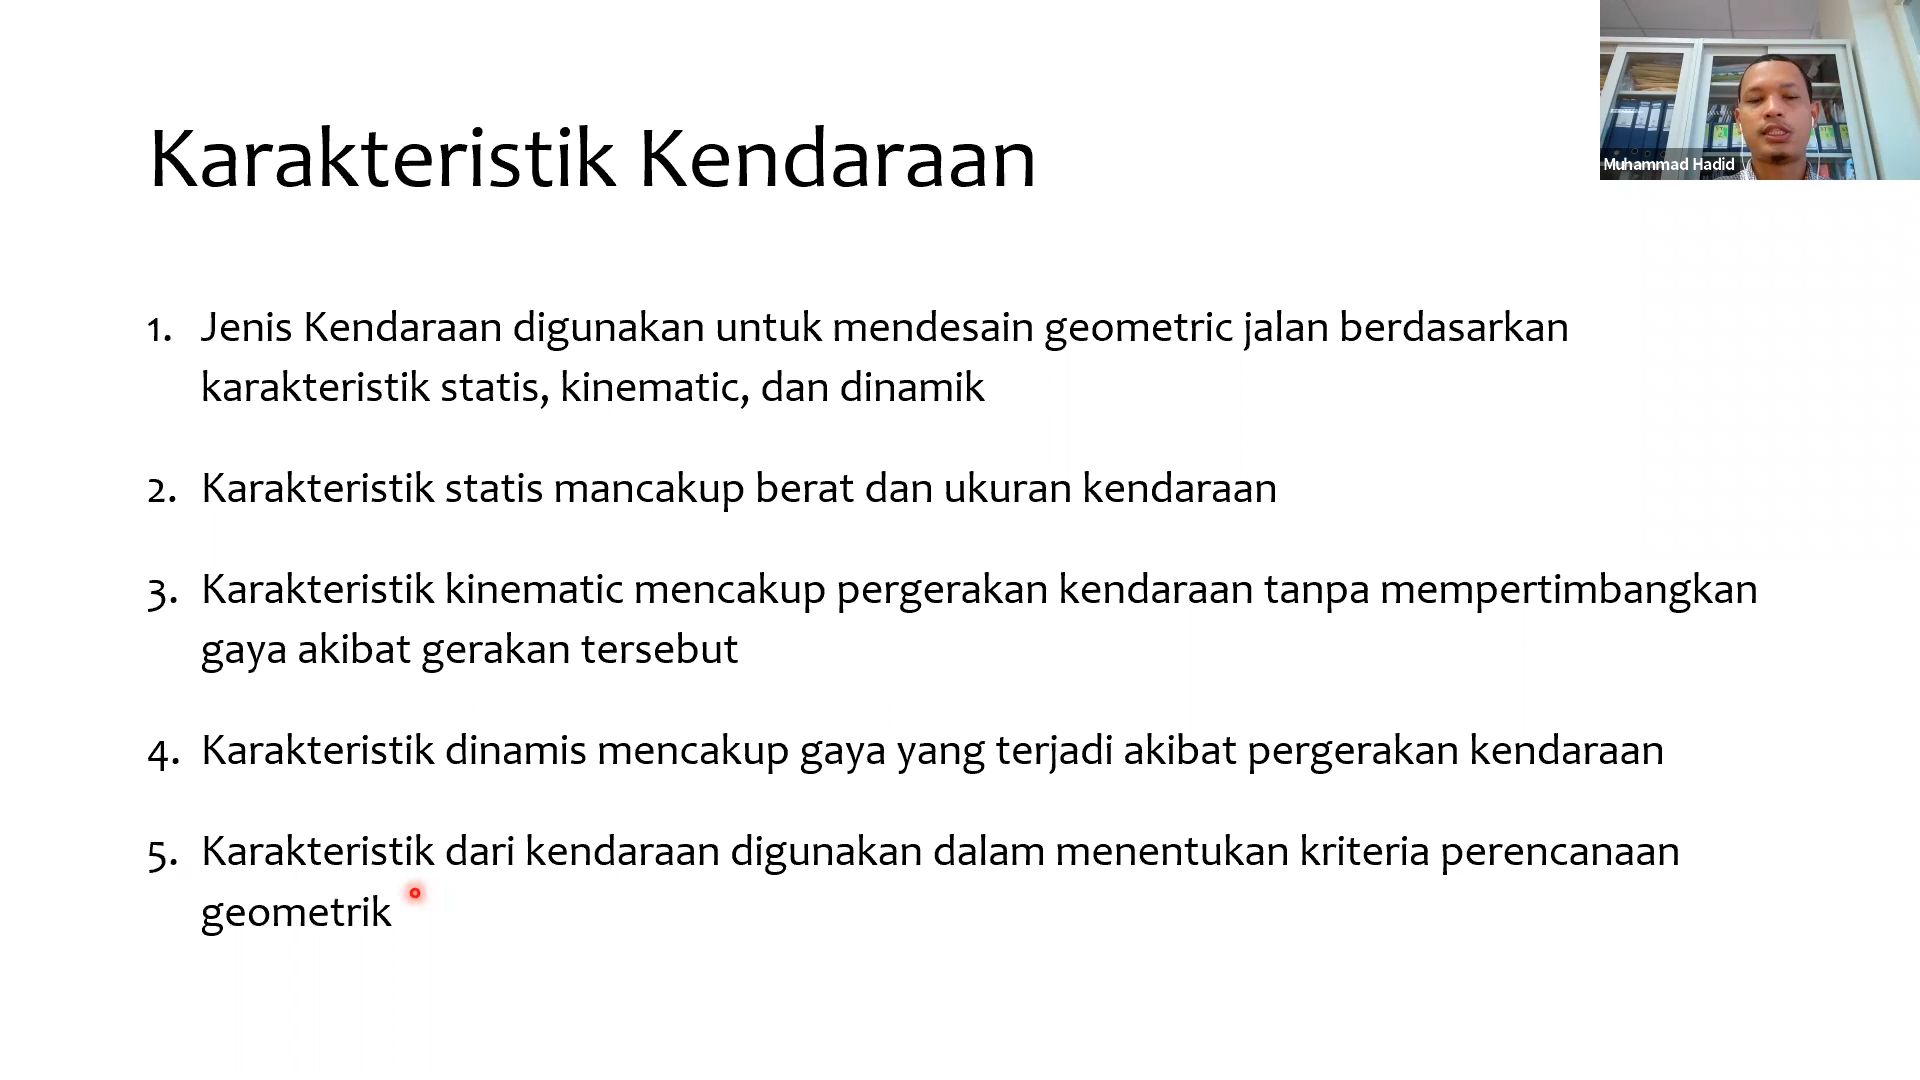 Karakteristik Kendaraan
Muhammad Hadid
1. Jenis Kendaraan digunakan untuk mendesain geometric jalan berdasarkan
karakteristik statis, kinematic, dan dinamik
2. Karakteristik statis mancakup berat dan ukuran kendaraan
3. Karakteristik kinematic mencakup pergerakan kendaraan tanpa mempertimbangkan
gaya akibat gerakan tersebut
4. Karakteristik dinamis mencakup gaya yang terjadi akibat pergerakan kendaraan
5. Karakteristik dari kendaraan digunakan dalam menentukan kriteria perencanaan
geometrik